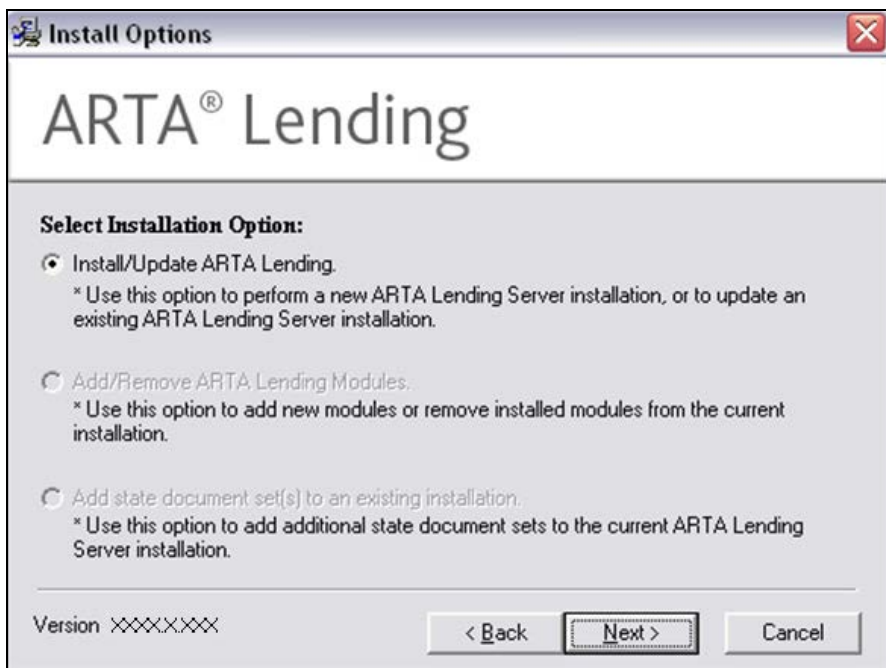 Install Options
ARTA® Lending
Select Installation Option:
Install/Update ARTA Lending.
* Use this option to perform a new ARTA Lending Server installation, or to update an
existing ARTA Lending Server installation.
Add/Remove ARTA Lending Modules.
* Use this option to add new modules or remove installed modules from the current
installation.
Add state document set(s) to an existing installation.
* Use this option to add additional state document sets to the current ARTA Lending
Server installation.
Version XXXX.X.XXX
< Back
Next >
Cancel